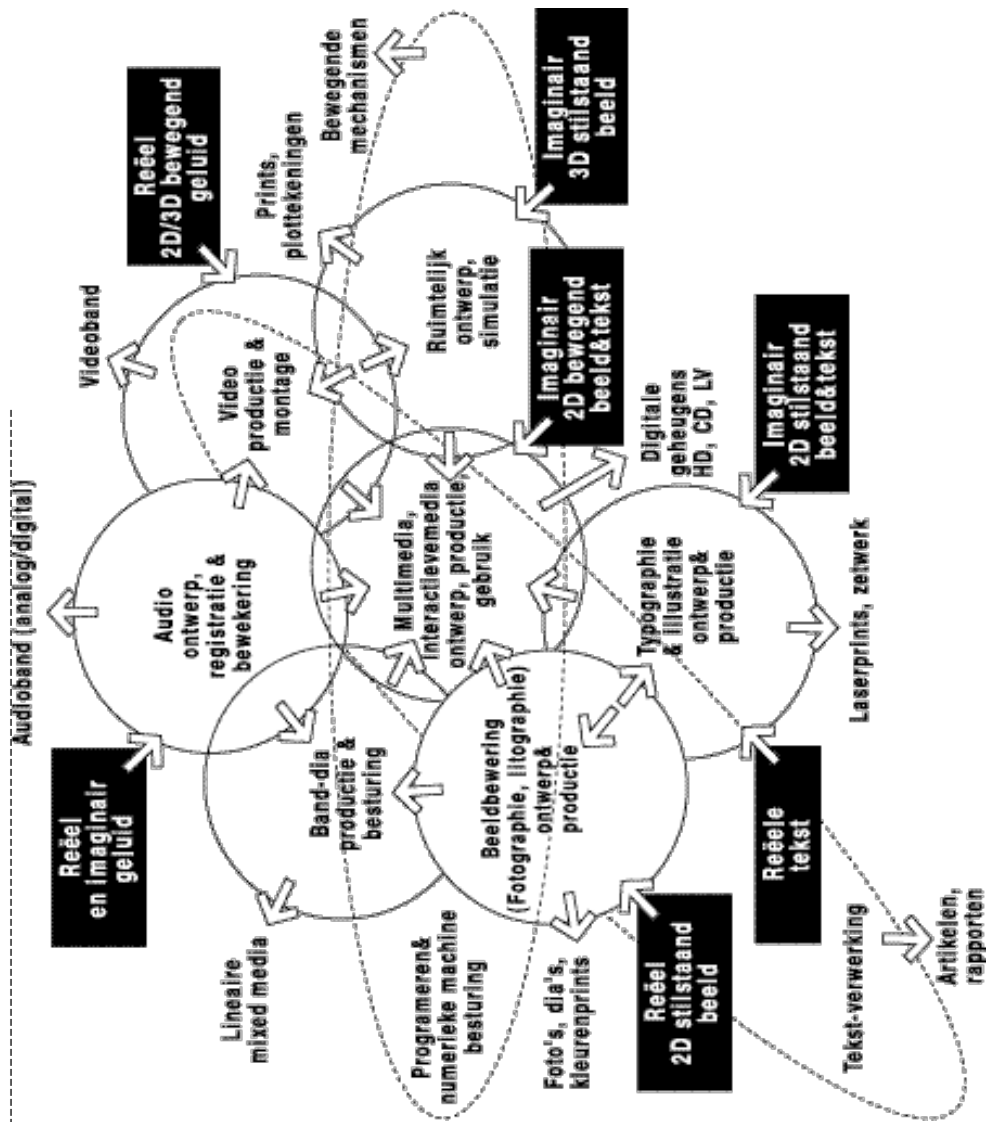 Audioband (analog/digital)
Reëel
en imaginair
geluid
Audio
ontwerp,
registratie &
bewekering
Videoband
Reëel
2D/3D bewegend
geluid
Video
productie &
montage
Prints,
plottekeningen
Bewegende
mechanismen
Lineaire
mixed media
Band-dia
productie &
besturing
Multimedia,
interactievemedia
ontwerp, productie,
gebruik
Ruimtelijk
ontwerp,
simulatie
Imaginair
3D stilstaand
beeld
Programeren&
numerieke machine
besturing
Imaginair
2D bewegend
beeld&tekst
Beeldbewering
(Fotographie, litographie)
ontwerp&
productie
Foto's, dia's,
kleurenprints
Typographie
& illustratie
ontwerp&
productie
Digitale
geheugens
HD, CD, LV
Reëel
2D stilstaand
beeld
Reëele
tekst
Imaginair
2D stilstaand
beeld&tekst
Laserprints, zetwerk
Tekst-verwerking
Artikelen,
rapporten